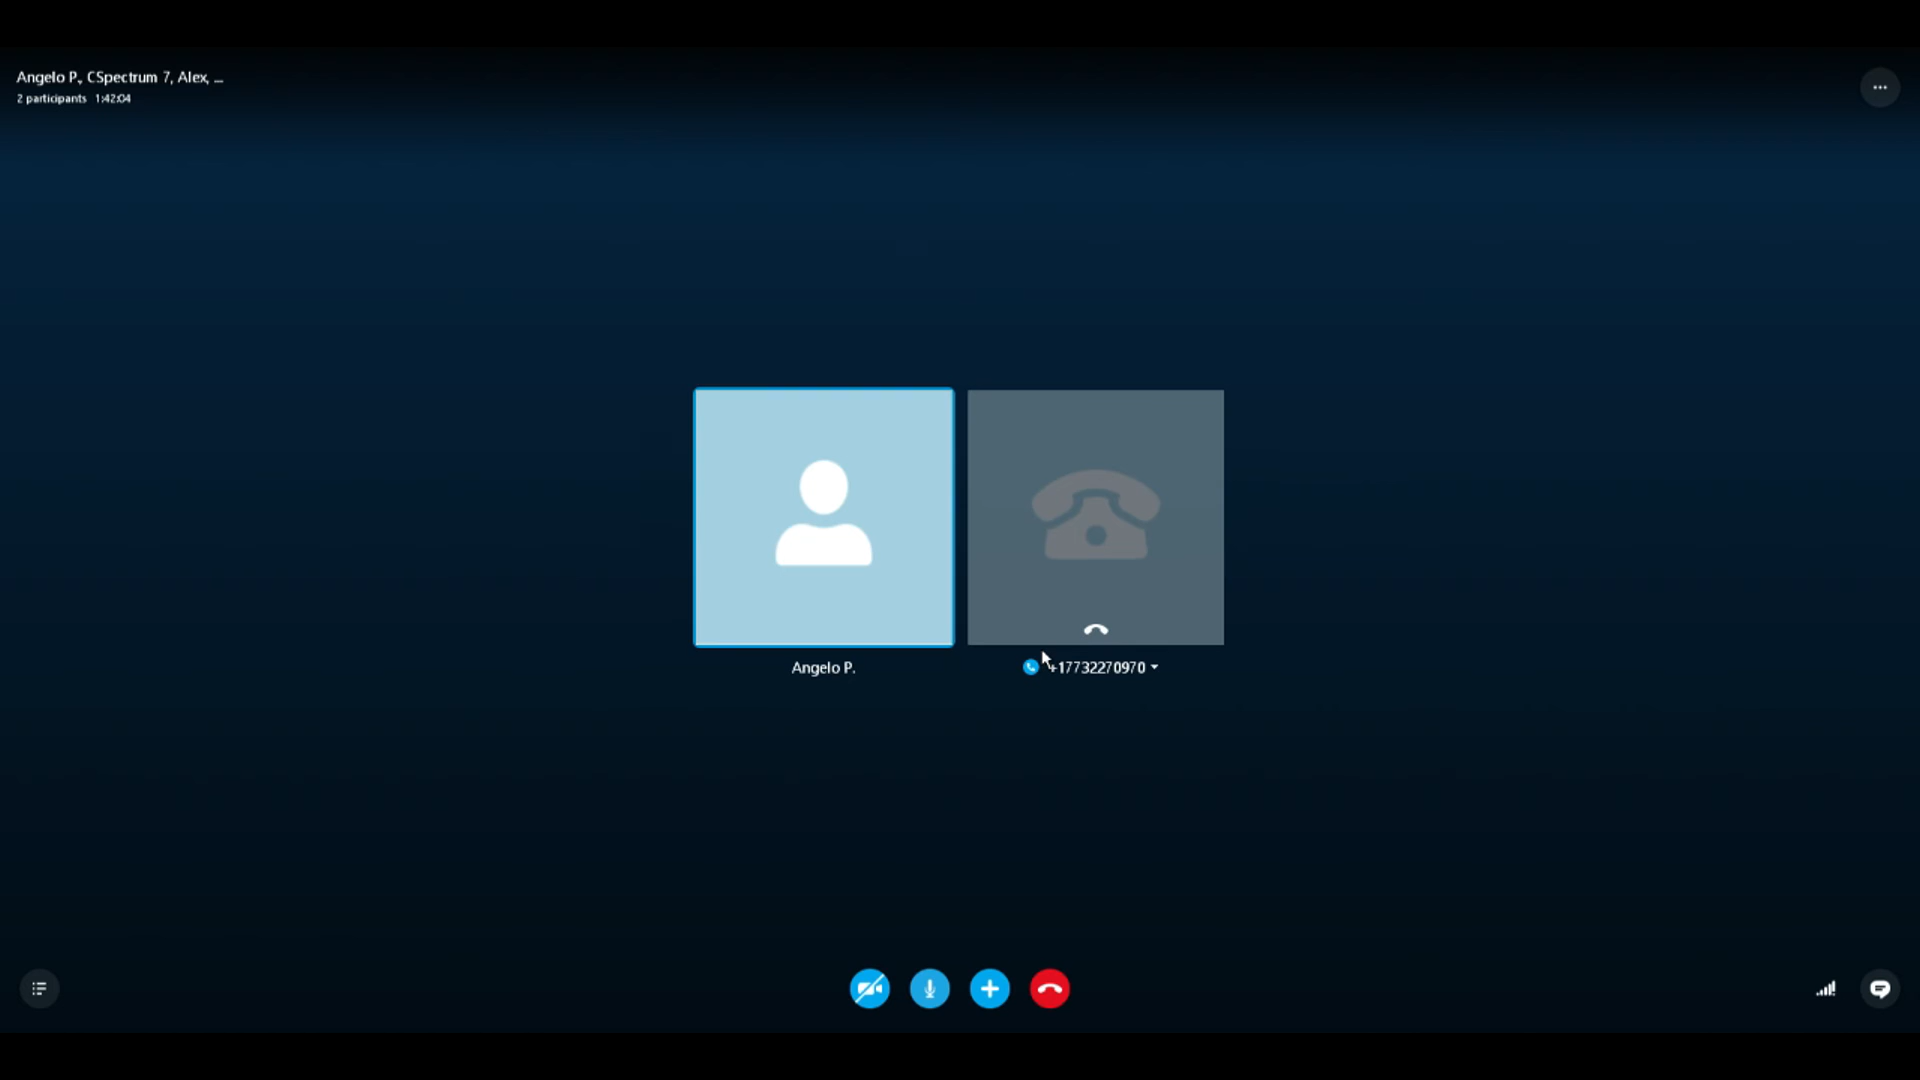 Angelo P., CSpectrum 7, Alex, ...
2 participants 1:42:04
Angelo P.
+17732270970